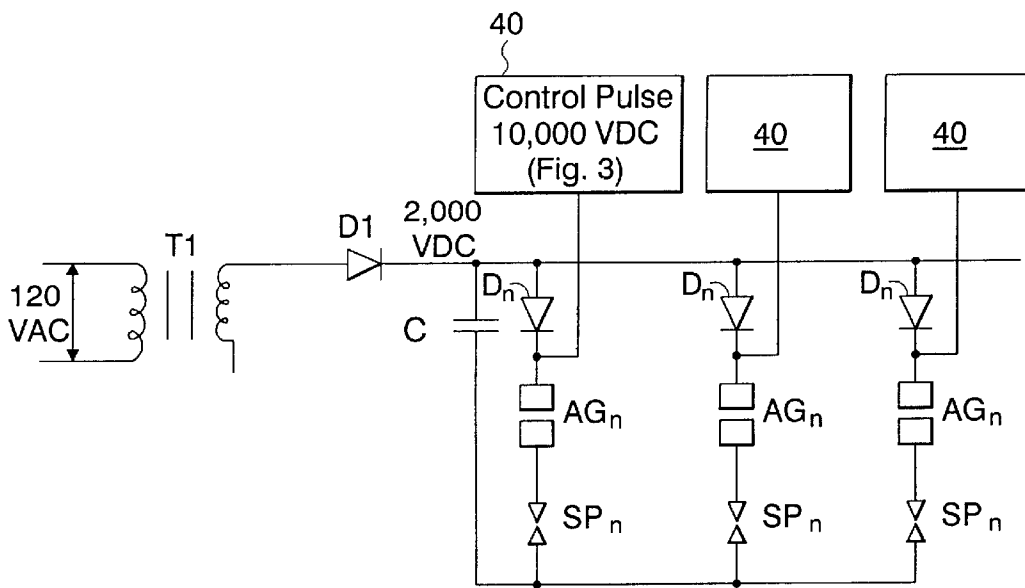 40
Control Pulse
10,000 VDC
(Fig. 3)
40
40
2,000
VDC
D1
T1
120
VAC
C
Dn
Dn
Dn
AGn
AGn
AGn
SPn
SPn
SPn